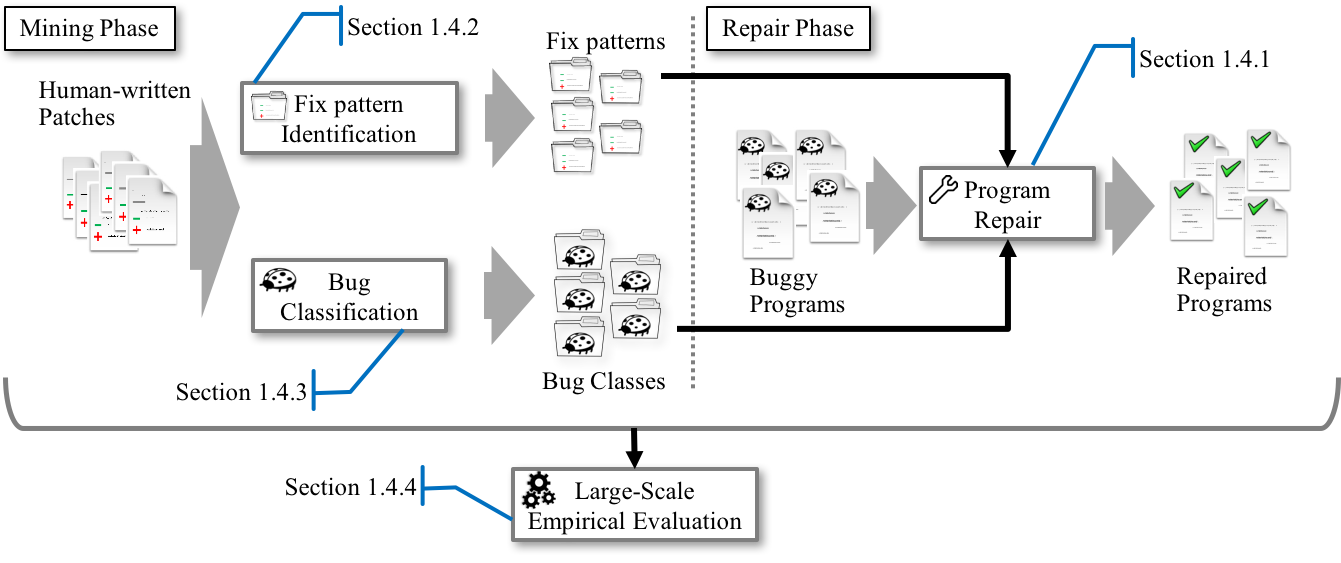 Mining Phase
Section 1.4.2
Fix patterns
Repair Phase
Section 1.4.1
Human-written
Patches
Fix pattern
Identification
Program
Repair
Buggy
Programs
Repaired
Programs
Bug
Classification
Bug Classes
Section 1.4.3
Section 1.4.4
Large-Scale
Empirical Evaluation